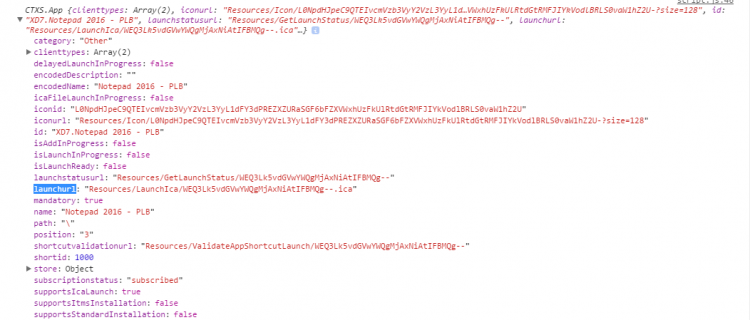 script.js:40
CTXS.App {clienttypes: Array(2), iconurl: "Resources/Icon/L0NpdHJpeC9QTEIvcmVzb3VyY2VzL3YyL1d…VWxhUzFkUlRtdGtRMFJIYkVodlBRLS0vaW1hZ2U-?size=128", id:
"XD7.Notepad 2016 - PLB", launchstatusurl: "Resources/GetLaunchStatus/WEQ3Lk5vdGVwYWQgMjAxNiAtIFBMQg--", launchurl:
"Resources/LaunchIca/WEQ3Lk5vdGVwYWQgMjAxNiAtIFBMQg--.ica"…}
category: "Other"
clienttypes: Array(2)
delayedLaunchInProgress: false
encodedDescription: ""
encodedName: "Notepad 2016 - PLB"
icaFileLaunchInProgress: false
iconid: "L0NpdHJpeC9QTEIvcmVzb3VyY2VzL3YyL1dFY3dPREZXZURaSGF6bFZXVWxhUzFkUlRtdGtRMFJIYkVodlBRLS0vaW1hZ2U"
iconurl: "Resources/Icon/L0NpdHJpeC9QTEIvcmVzb3VyY2VzL3YyL1dFY3dPREZXZURaSGF6bFZXVWxhUzFkUlRtdGtRMFJIYkVodlBRLS0vaW1hZ2U-?size=128"
id: "XD7.Notepad 2016 - PLB"
isAddInProgress: false
isLaunchInProgress: false
isLaunchReady: false
launchstatusurl: "Resources/GetLaunchStatus/WEQ3Lk5vdGVwYWQgMjAxNiAtIFBMQg--"
launchurl: "Resources/LaunchIca/WEQ3Lk5vdGVwYWQgMjAxNiAtIFBMQg--.ica"
mandatory: true
name: "Notepad 2016 - PLB"
path: "\"
position: "3"
shortcutvalidationurl: "Resources/ValidateAppShortcutLaunch/WEQ3Lk5vdGVwYWQgMjAxNiAtIFBMQg--"
shortid: 1000
store: Object
subscriptionstatus: "subscribed"
supportsIcaLaunch: true
supportsItmsInstallation: false
supportsStandardInstallation: false